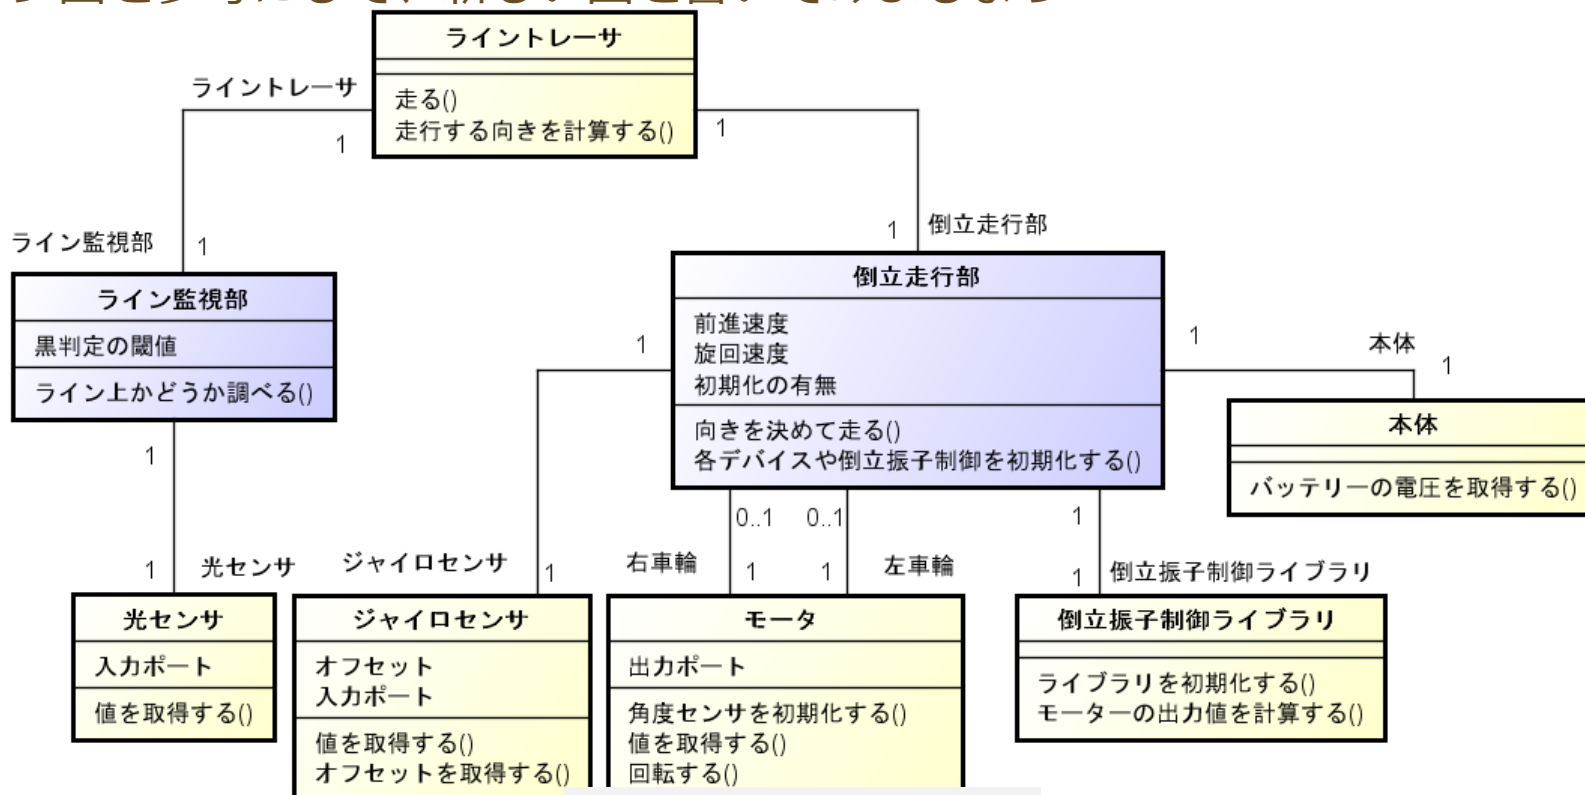 ライントレーサ
走る()
走行する向きを計算する()
ライントレーサ
1
1
ライン監視部
1
1
倒立走行部
ライン監視部
黒判定の閾値
ライン上かどうか調べる()
倒立走行部
前進速度
旋回速度
初期化の有無
向きを決めて走る()
各デバイスや倒立振子制御を初期化する()
1
1
本体
1
本体
バッテリーの電圧を取得する()
1
1
光センサ
ジャイロセンサ
1
0..1
0..1
右車輪
1
1
左車輪
1
1
倒立振子制御ライブラリ
光センサ
入力ポート
値を取得する()
ジャイロセンサ
オフセット
入力ポート
値を取得する()
オフセットを取得する()
モータ
出力ポート
角度センサを初期化する()
値を取得する()
回転する()
倒立振子制御ライブラリ
ライブラリを初期化する()
モーターの出力値を計算する()